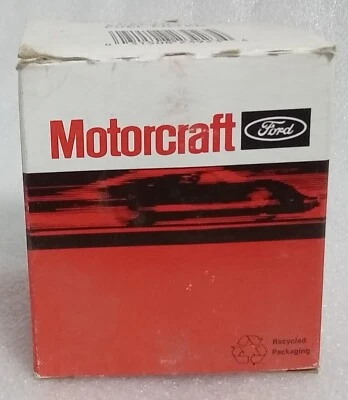 Motorcraft Ford
Recycled
Packaging